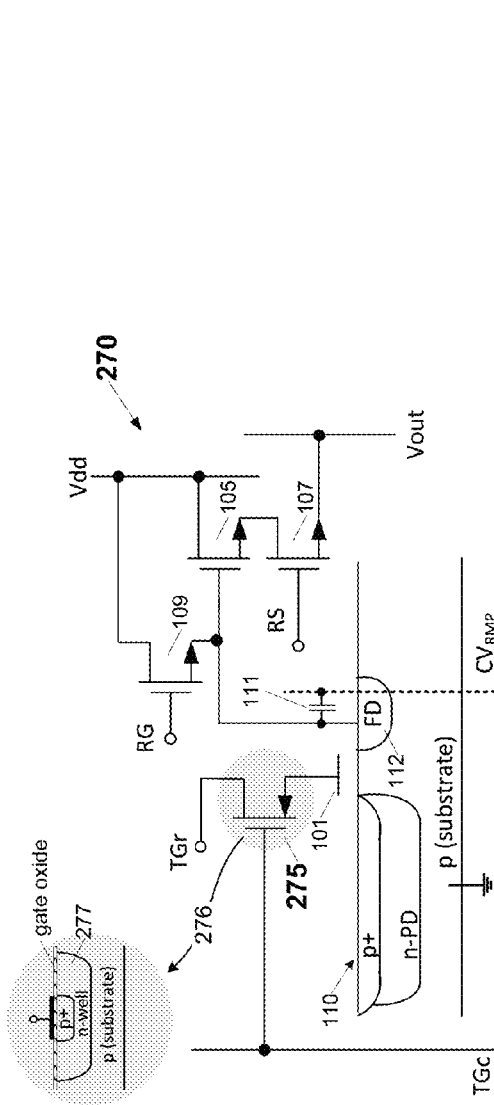 270
Vdd
105
107
Vout
109
RG
RS
111
CV_RMP
FD
112
TGr
275
276
101
p (substrate)
gate oxide
277
p+
n-well
p (substrate)
110
p+
n-PD
TGc